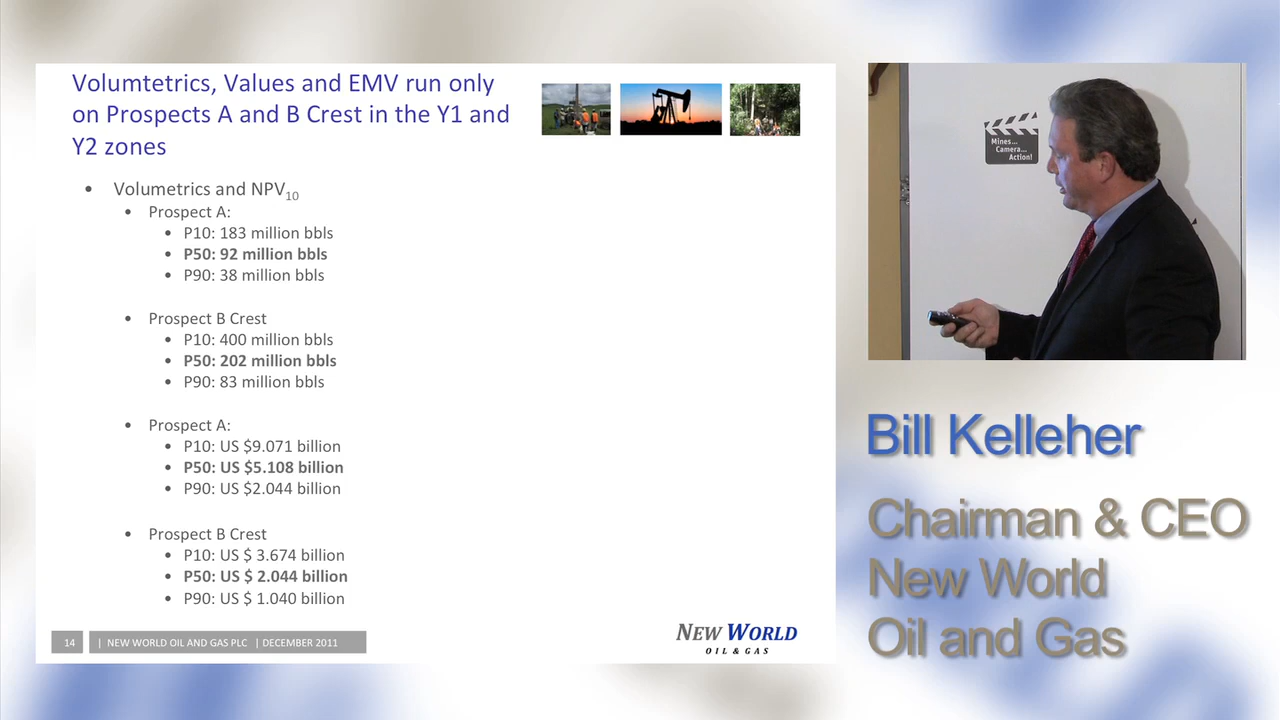 Volumtetrics, Values and EMV run only
on Prospects A and B Crest in the Y1 and
Y2 zones
• Volumetrics and NPV10
• Prospect A:
• P10: 183 million bbls
• P50: 92 million bbls
• P90: 38 million bbls
• Prospect B Crest
• P10: 400 million bbls
• P50: 202 million bbls
• P90: 83 million bbls
• Prospect A:
• P10: US $9.071 billion
• P50: US $5.108 billion
• P90: US $2.044 billion
• Prospect B Crest
• P10: US $ 3.674 billion
• P50: US $ 2.044 billion
• P90: US $ 1.040 billion
14 | NEW WORLD OIL AND GAS PLC | DECEMBER 2011
NEW WORLD
OIL & GAS
Mines...
Camera...
Action!
Bill Kelleher
Chairman & CEO
New World
Oil and Gas